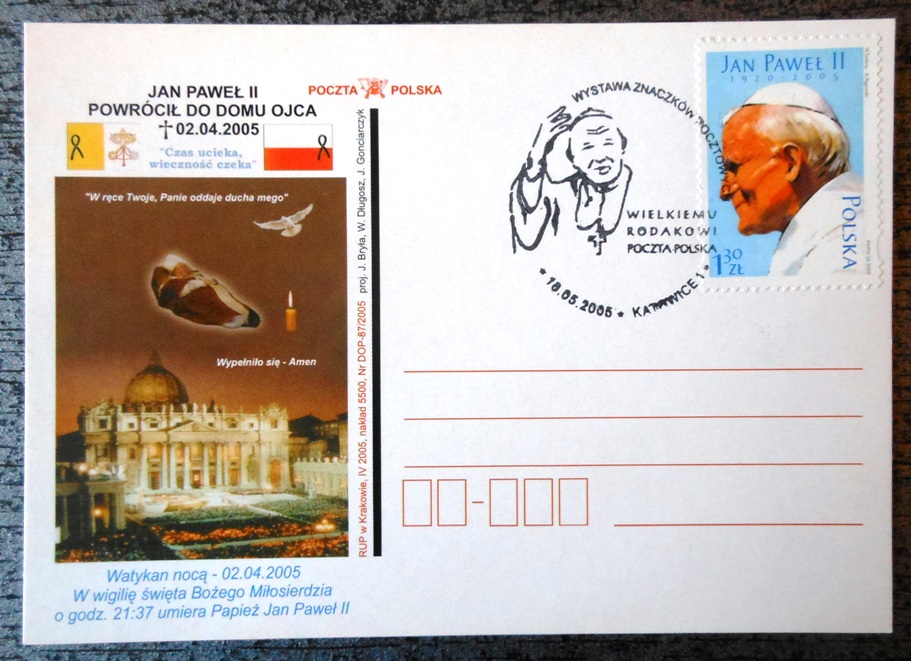 JAN PAWEŁ II
POWRÓCIŁ DO DOMU OJCA
02.04.2005
"Czas ucieka,
wieczność czeka"
"W ręce Twoje, Panie oddaje ducha mego"
Wypełniło się - Amen
Watykan nocą - 02.04.2005
W wigilię święta Bożego Miłosierdzia
o godz. 21:37 umiera Papież Jan Paweł II
POCZTA POLSKA
RUP w Krakowie, IV 2005, nakład 5500, Nr DOP-87/2005 proj. J. Bryła, W. Długosz, J. Gonciarczyk
WYSTAWA ZNACZKÓW POCZTOWYCH
WIELKIEMU
RODAKOWI
POCZTA POLSKA
* 18.05.2005 * KATOWICE 1 *
JAN PAWEŁ II
1920-2005
POLSKA
1 30
ZŁ